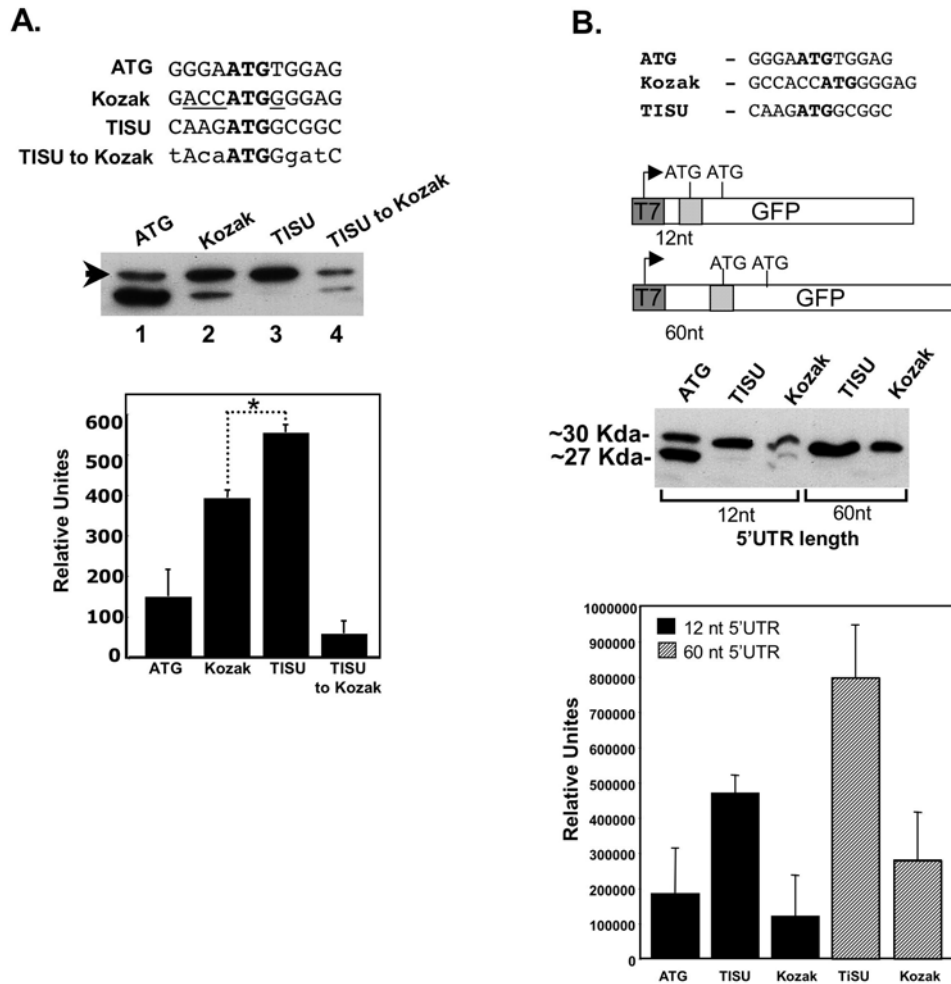 A.
ATG GGGAATGTGGAG
Kozak GACCATGGGGAG
TISU CAAGATGGCGGC
TISU to Kozak tAcaATGGgatC
ATG Kozak TISU TISU to Kozak
1 2 3 4
Relative Unites
600
500
400
300
200
100
0
ATG Kozak TISU TISU to Kozak
*
B.
ATG – GGGAATGTGGAG
Kozak – GCCACCATGGGGAG
TISU – CAAGATGGCGGC
ATG ATG
T7 GFP
12nt
ATG ATG
T7 GFP
60nt
ATG TISU Kozak TISU Kozak
~30 Kda-
~27 Kda-
12nt 60nt
5'UTR length
Relative Unites
1000000
900000
800000
700000
600000
500000
400000
300000
200000
100000
0
12 nt 5'UTR
60 nt 5'UTR
ATG TISU Kozak TiSU Kozak